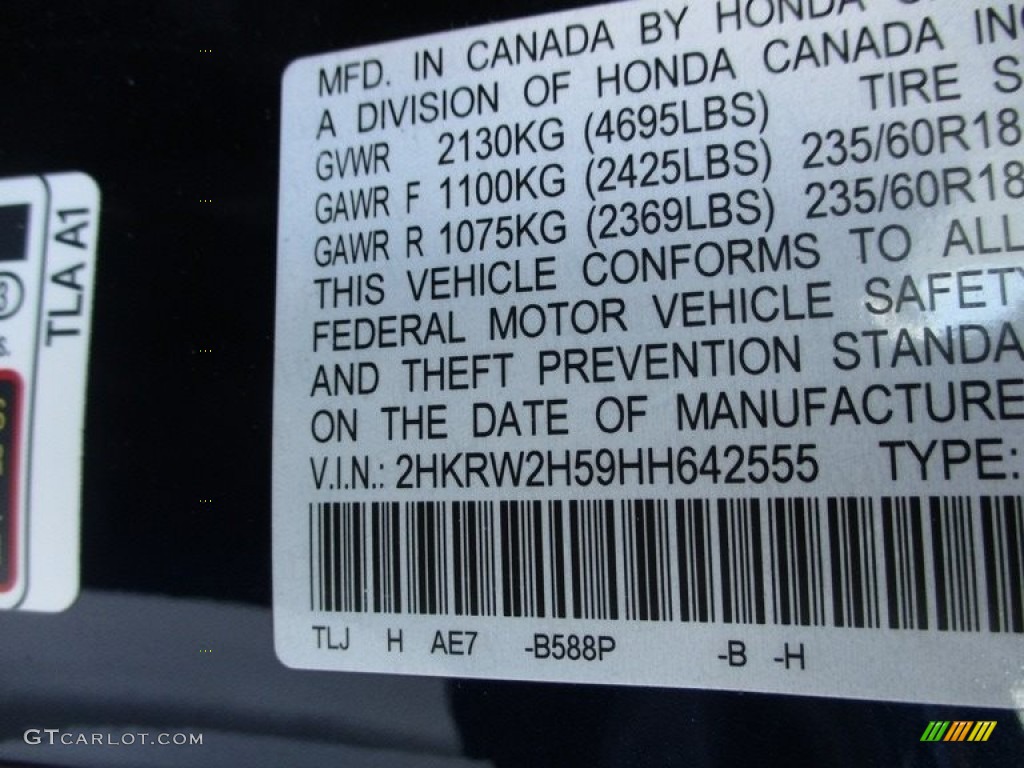 MFD. IN CANADA BY HONDA
A DIVISION OF HONDA CANADA INC
GVWR 2130KG (4695LBS) TIRE S
GAWR F 1100KG (2425LBS) 235/60R18
GAWR R 1075KG (2369LBS) 235/60R18
THIS VEHICLE CONFORMS TO ALL
FEDERAL MOTOR VEHICLE SAFETY
AND THEFT PREVENTION STANDA
ON THE DATE OF MANUFACTURE
V.I.N.: 2HKRW2H59HH642555 TYPE:
TLJ H AE7 -B588P -B -H
TLA A1
GTCARLOT.COM